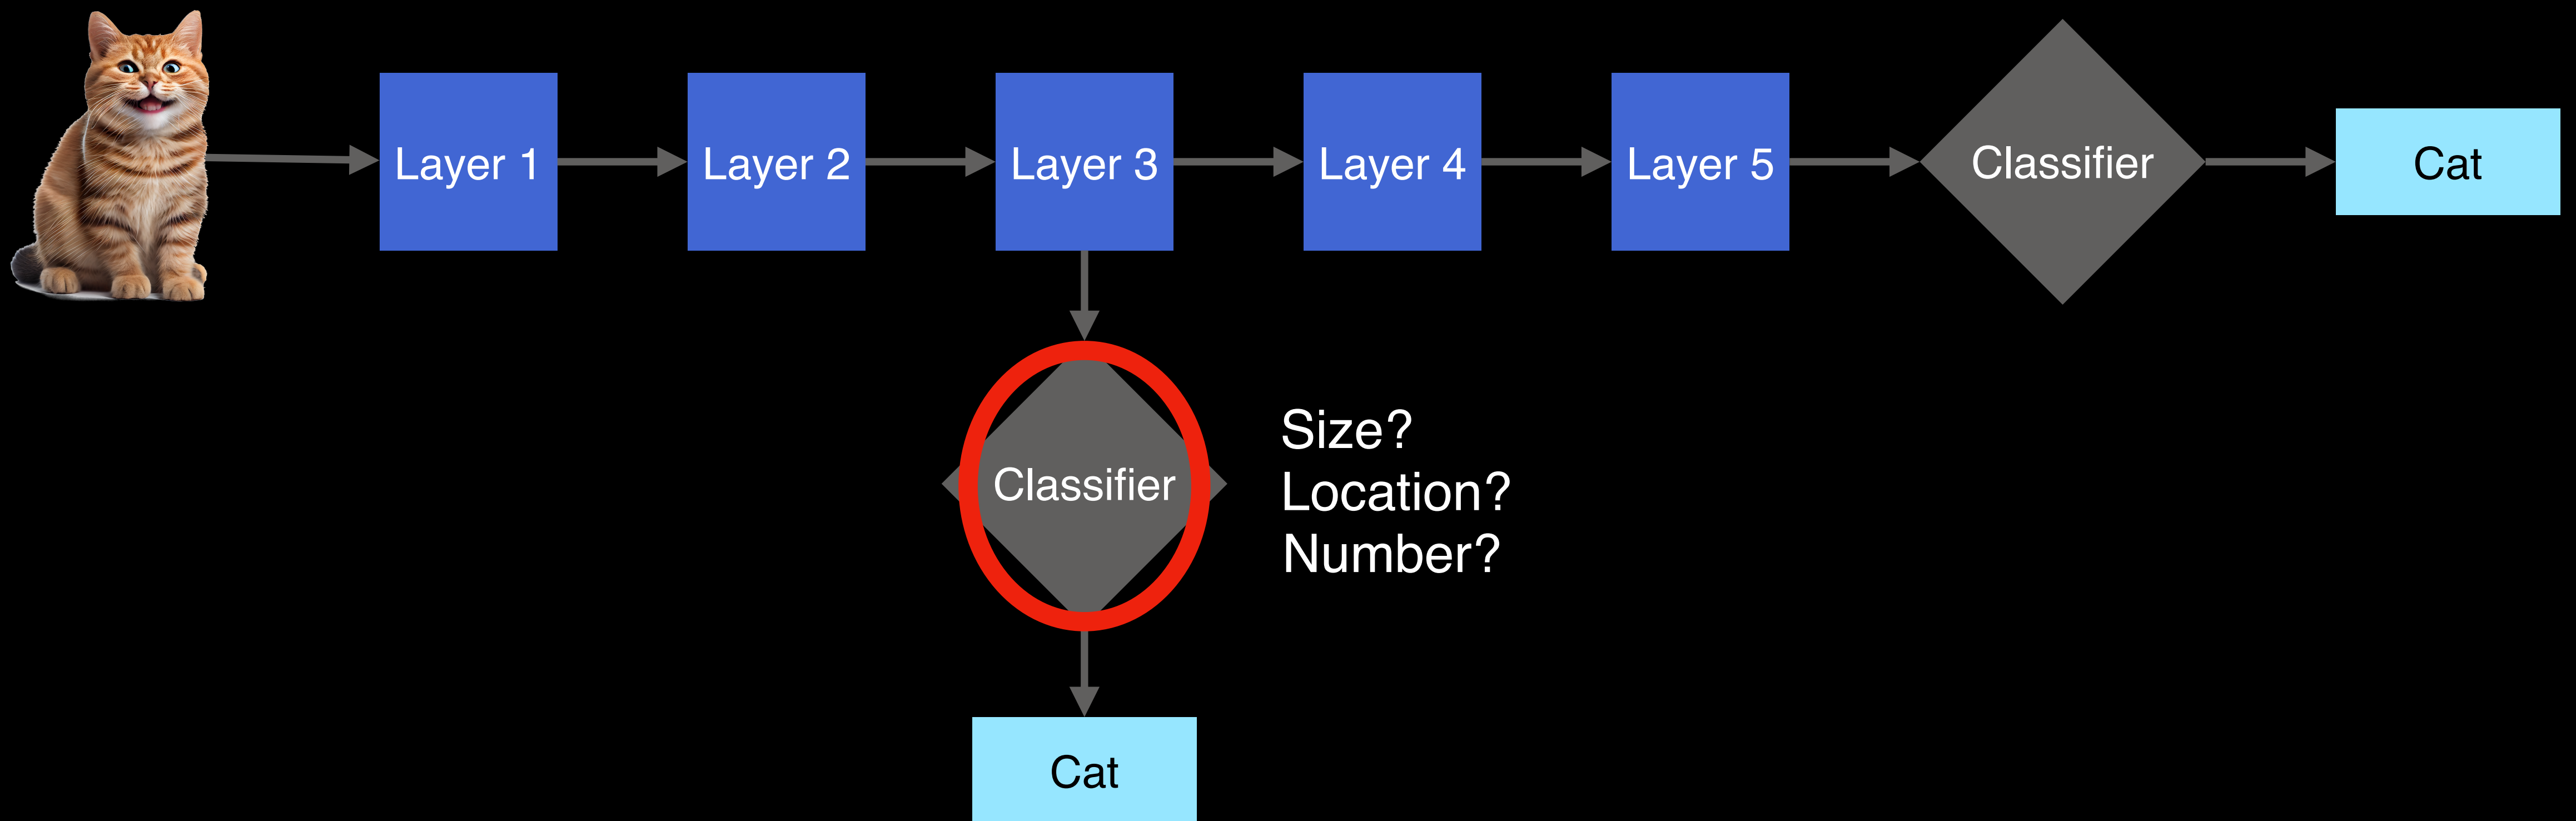 Layer 1
Layer 2
Layer 3
Layer 4
Layer 5
Classifier
Cat
Classifier
Size?
Location?
Number?
Cat